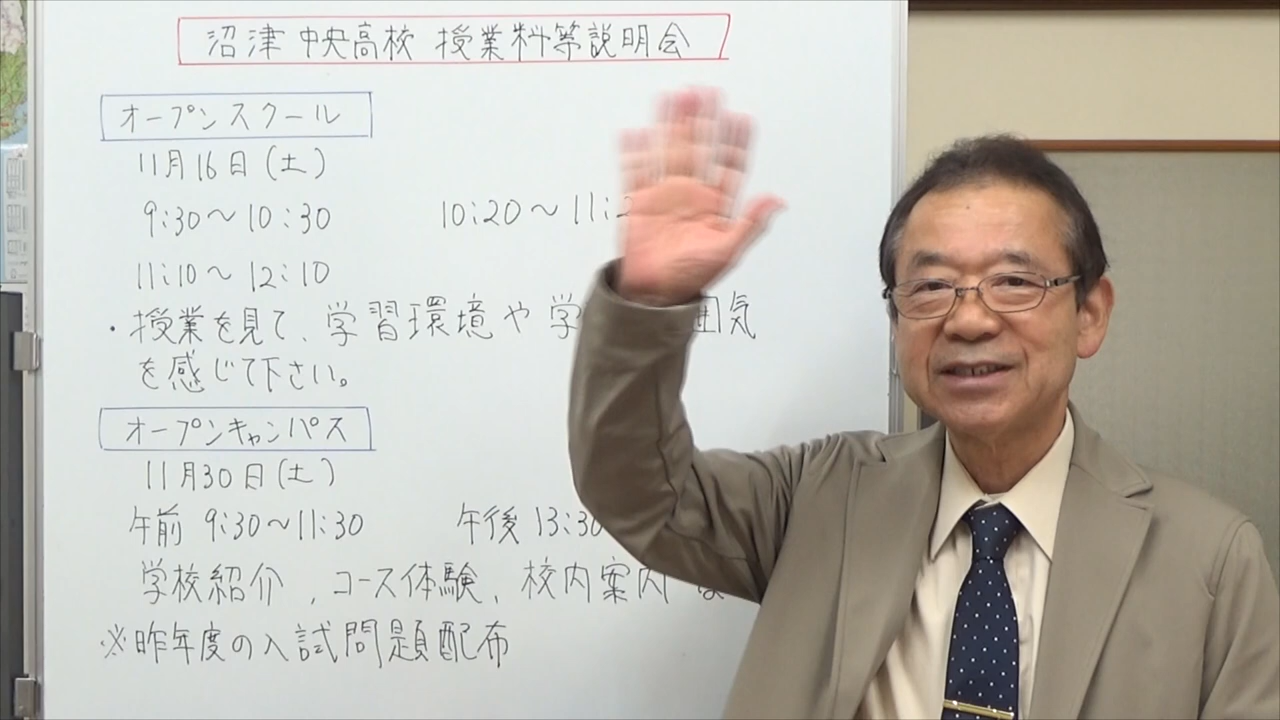 沼津中央高校 授業料等説明会
オープンスクール
11月16日(土)
9:30～10:30 10:20～11:2
11:10～12:10
・授業を見て、学習環境や学 囲気
を感じて下さい。
オープンキャンパス
11月30日(土)
午前 9:30～11:30 午後 13:30
学校紹介,コース体験,校内案内
※昨年度の入試問題配布